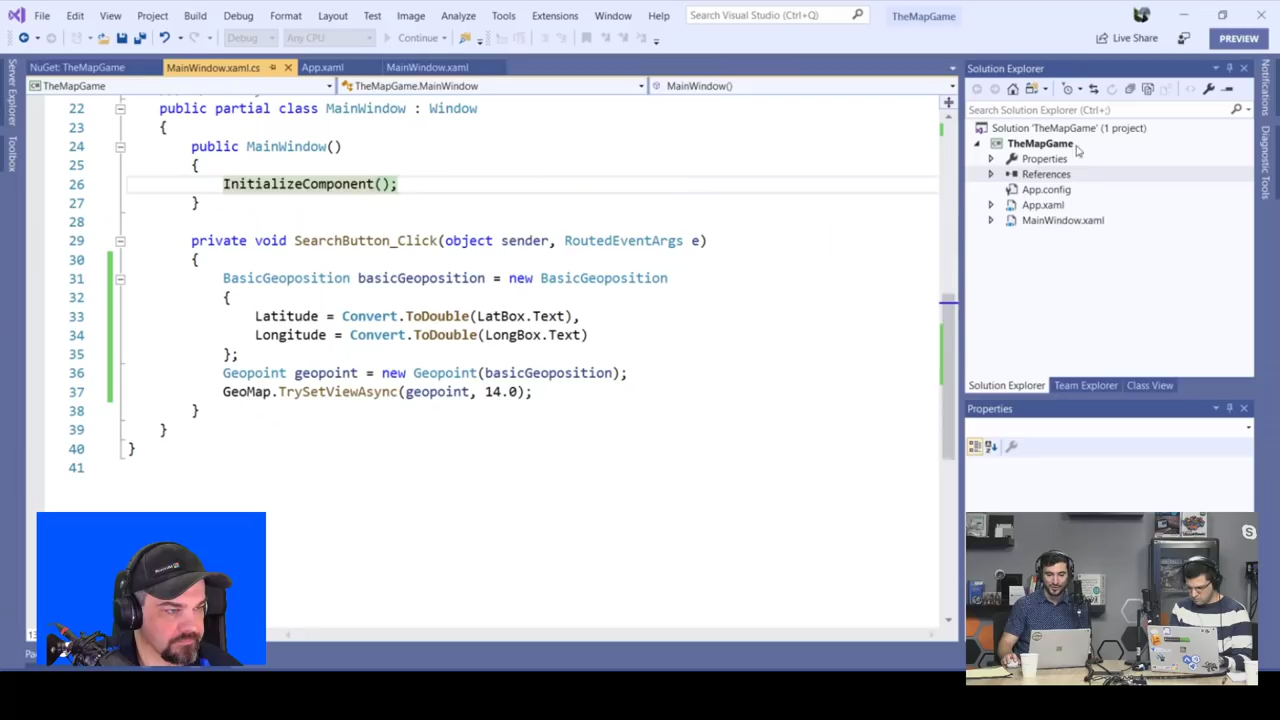 File Edit View Project Build Debug Format Layout Test Image Analyze Tools Extensions Window Help Search Visual Studio (Ctrl+Q) TheMapGame
Debug Any CPU Continue Live Share PREVIEW
NuGet: TheMapGame MainWindow.xaml.cs App.xaml MainWindow.xaml
TheMapGame TheMapGame.MainWindow MainWindow()
22 public partial class MainWindow : Window
23 {
24 public MainWindow()
25 {
26 InitializeComponent();
27 }
28
29 private void SearchButton_Click(object sender, RoutedEventArgs e)
30 {
31 BasicGeoposition basicGeoposition = new BasicGeoposition
32 {
33 Latitude = Convert.ToDouble(LatBox.Text),
34 Longitude = Convert.ToDouble(LongBox.Text)
35 };
36 Geopoint geopoint = new Geopoint(basicGeoposition);
37 GeoMap.TrySetViewAsync(geopoint, 14.0);
38 }
39 }
40 }
41
Server Explorer
Toolbox
Solution Explorer
Search Solution Explorer (Ctrl+;)
Solution 'TheMapGame' (1 project)
TheMapGame
Properties
References
App.config
App.xaml
MainWindow.xaml
Solution Explorer Team Explorer Class View
Properties
Notifications
Diagnostic Tools